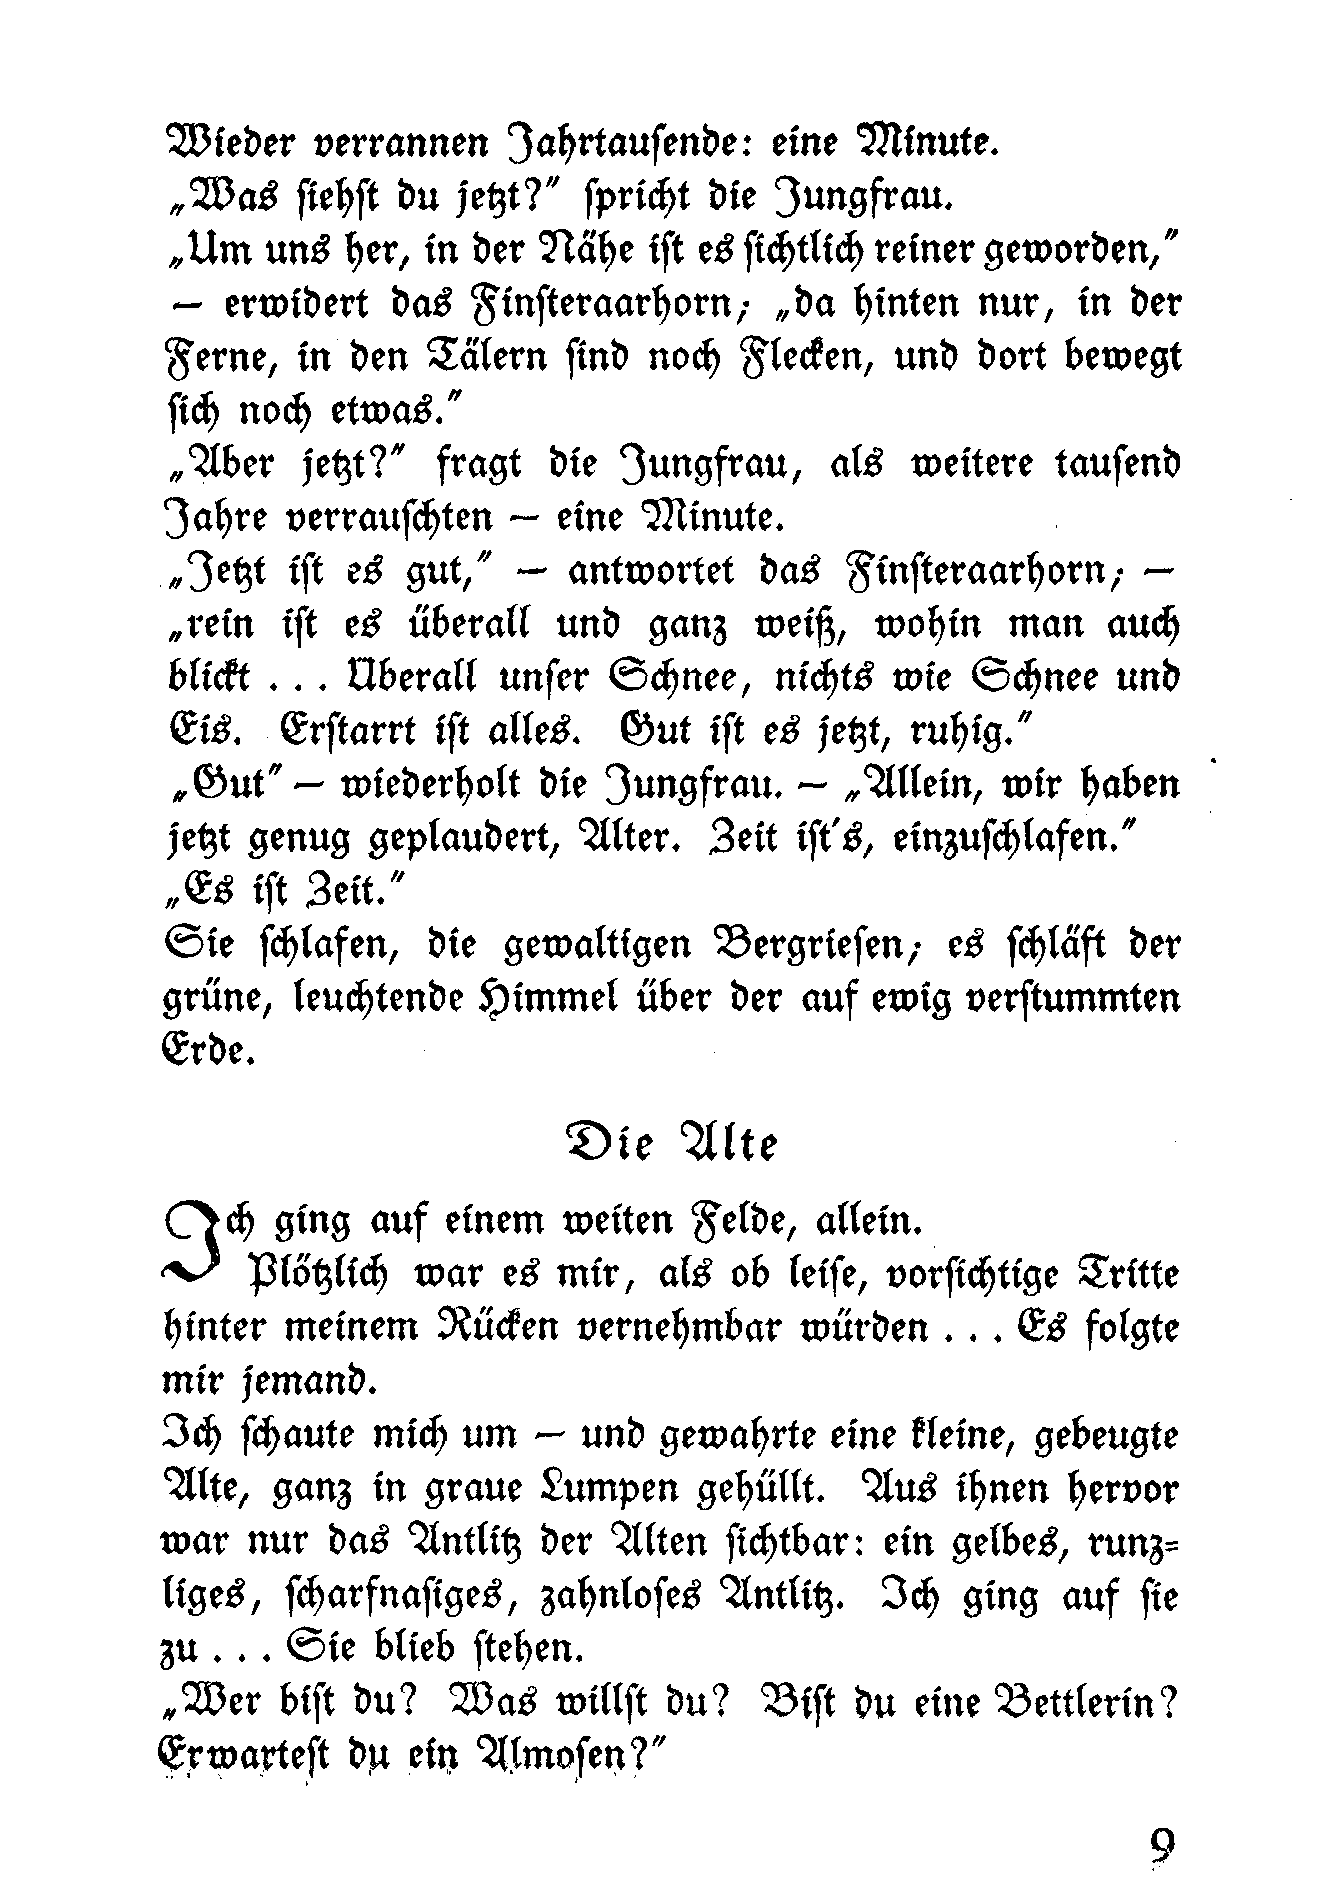 Wieder verrannen Jahrtausende: eine Minute.
„Was siehst du jetzt?" spricht die Jungfrau.
„Um uns her, in der Nähe ist es sichtlich reiner geworden,"
— erwidert das Finsteraarhorn; „da hinten nur, in der
Ferne, in den Tälern sind noch Flecken, und dort bewegt
sich noch etwas."
„Aber jetzt?" fragt die Jungfrau, als weitere tausend
Jahre verrauschten — eine Minute.
„Jetzt ist es gut," — antwortet das Finsteraarhorn; —
„rein ist es überall und ganz weiß, wohin man auch
blickt . . . Überall unser Schnee, nichts wie Schnee und
Eis. Erstarrt ist alles. Gut ist es jetzt, ruhig."
„Gut" — wiederholt die Jungfrau. — „Allein, wir haben
jetzt genug geplaudert, Alter. Zeit ist's, einzuschlafen."
„Es ist Zeit."
Sie schlafen, die gewaltigen Bergriesen; es schläft der
grüne, leuchtende Himmel über der auf ewig verstummten
Erde.
Die Alte
Ich ging auf einem weiten Felde, allein.
Plötzlich war es mir, als ob leise, vorsichtige Tritte
hinter meinem Rücken vernehmbar würden . . . Es folgte
mir jemand.
Ich schaute mich um — und gewahrte eine kleine, gebeugte
Alte, ganz in graue Lumpen gehüllt. Aus ihnen hervor
war nur das Antlitz der Alten sichtbar: ein gelbes, runz-
liges, scharfnasiges, zahnloses Antlitz. Ich ging auf sie
zu . . . Sie blieb stehen.
„Wer bist du? Was willst du? Bist du eine Bettlerin?
Erwartest du ein Almosen?"
9